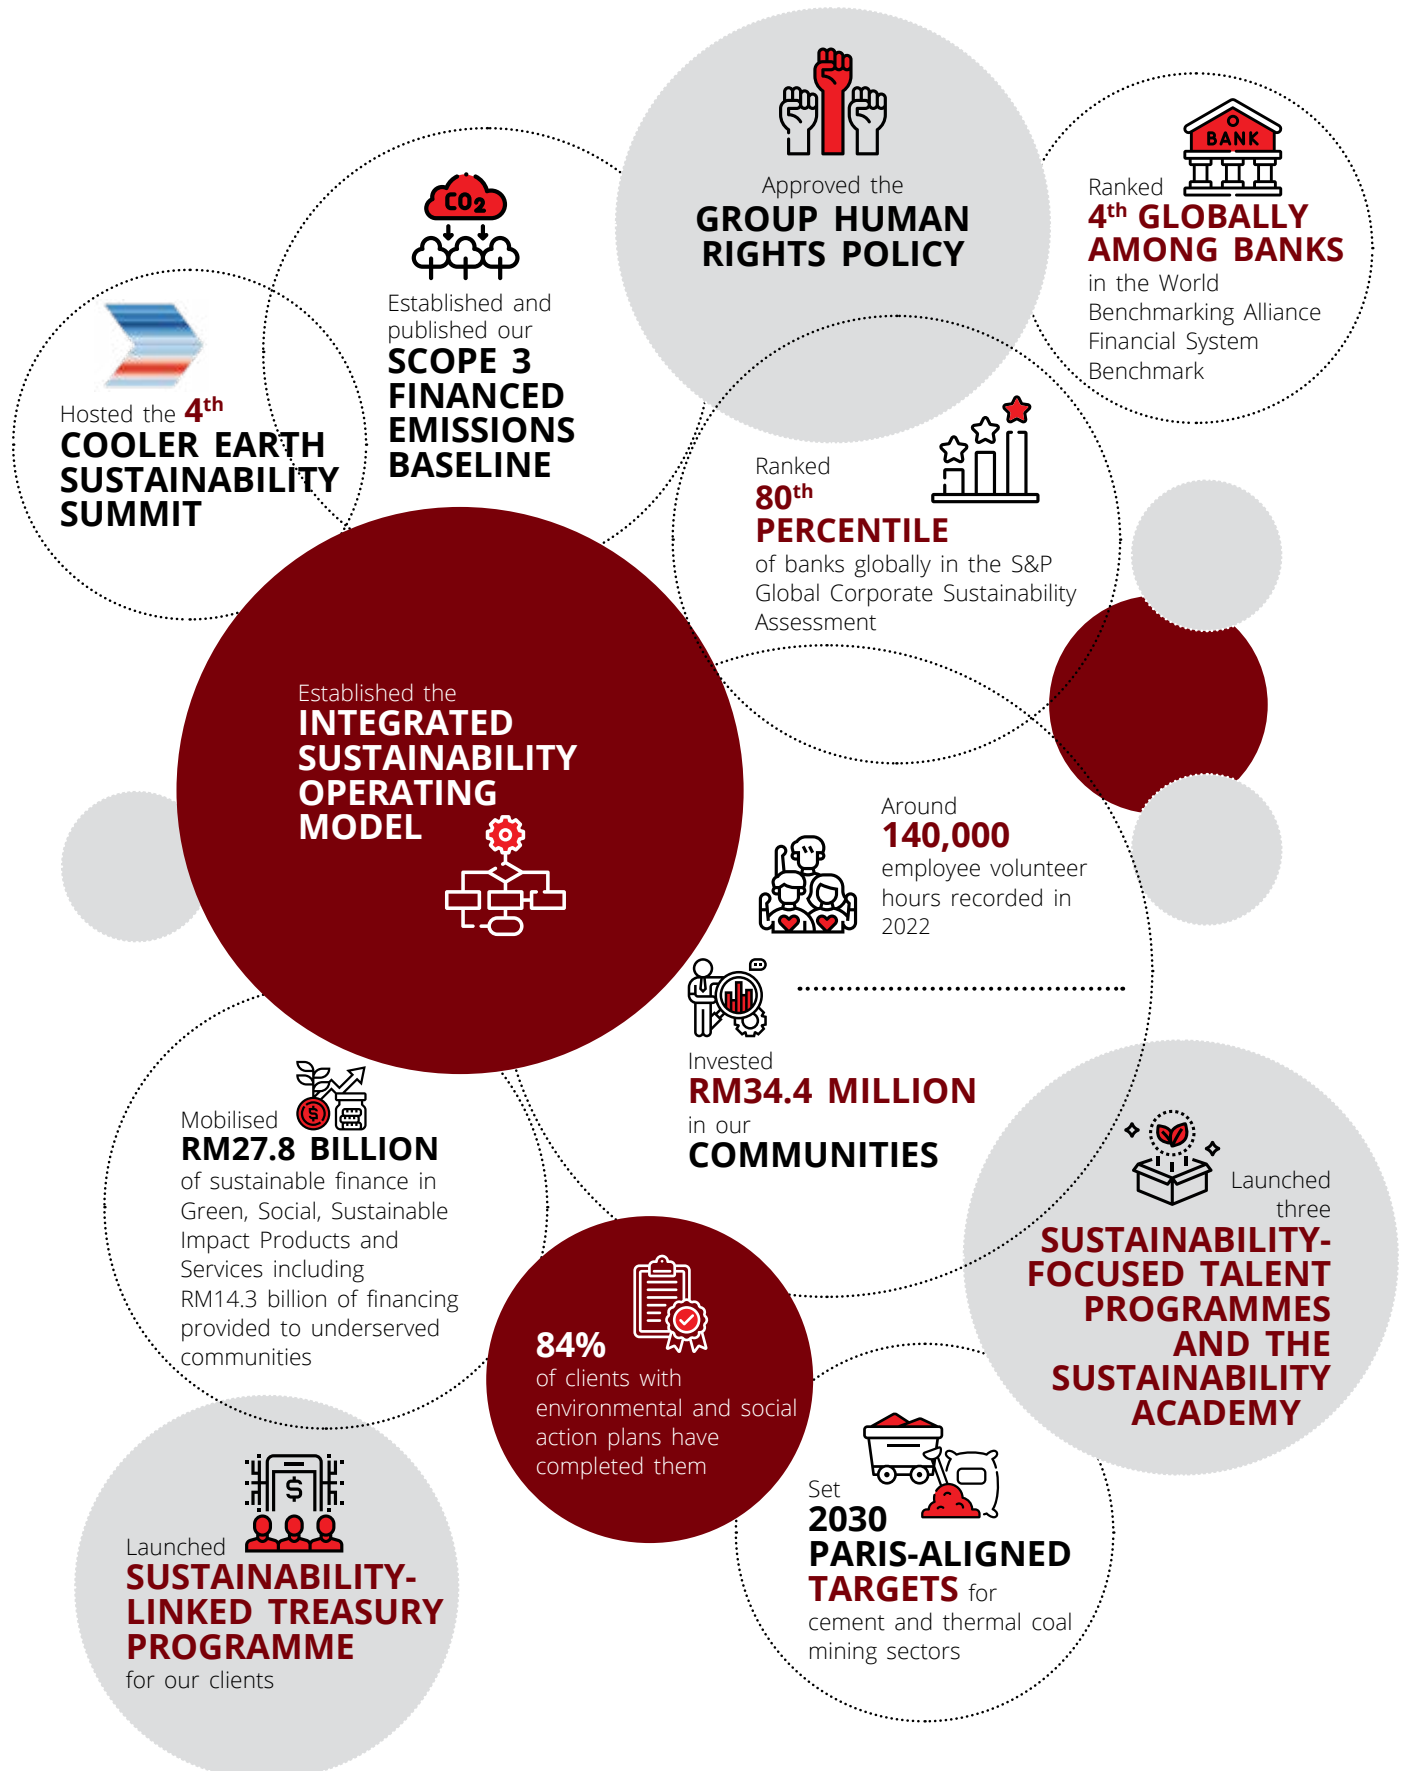 Approved the
GROUP HUMAN
RIGHTS POLICY
BANK
Ranked
4th GLOBALLY
AMONG BANKS
in the World
Benchmarking Alliance
Financial System
Benchmark
CO2
Established and
published our
SCOPE 3
FINANCED
EMISSIONS
BASELINE
Hosted the 4th
COOLER EARTH
SUSTAINABILITY
SUMMIT
Ranked
80th
PERCENTILE
of banks globally in the S&P
Global Corporate Sustainability
Assessment
Established the
INTEGRATED
SUSTAINABILITY
OPERATING
MODEL
Around
140,000
employee volunteer
hours recorded in
2022
Invested
RM34.4 MILLION
in our
COMMUNITIES
$
Mobilised
RM27.8 BILLION
of sustainable finance in
Green, Social, Sustainable
Impact Products and
Services including
RM14.3 billion of financing
provided to underserved
communities
Launched
three
SUSTAINABILITY-
FOCUSED TALENT
PROGRAMMES
AND THE
SUSTAINABILITY
ACADEMY
84%
of clients with
environmental and social
action plans have
completed them
Set
2030
PARIS-ALIGNED
TARGETS for
cement and thermal coal
mining sectors
$
Launched
SUSTAINABILITY-
LINKED TREASURY
PROGRAMME
for our clients